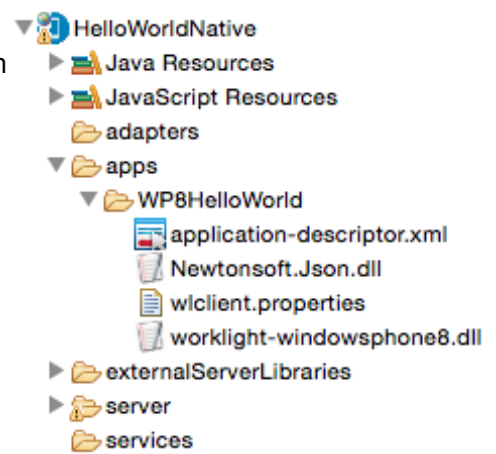 HelloWorldNative
n
Java Resources
JavaScript Resources
adapters
apps
WP8HelloWorld
application-descriptor.xml
Newtonsoft.Json.dll
wlclient.properties
worklight-windowsphone8.dll
externalServerLibraries
server
services